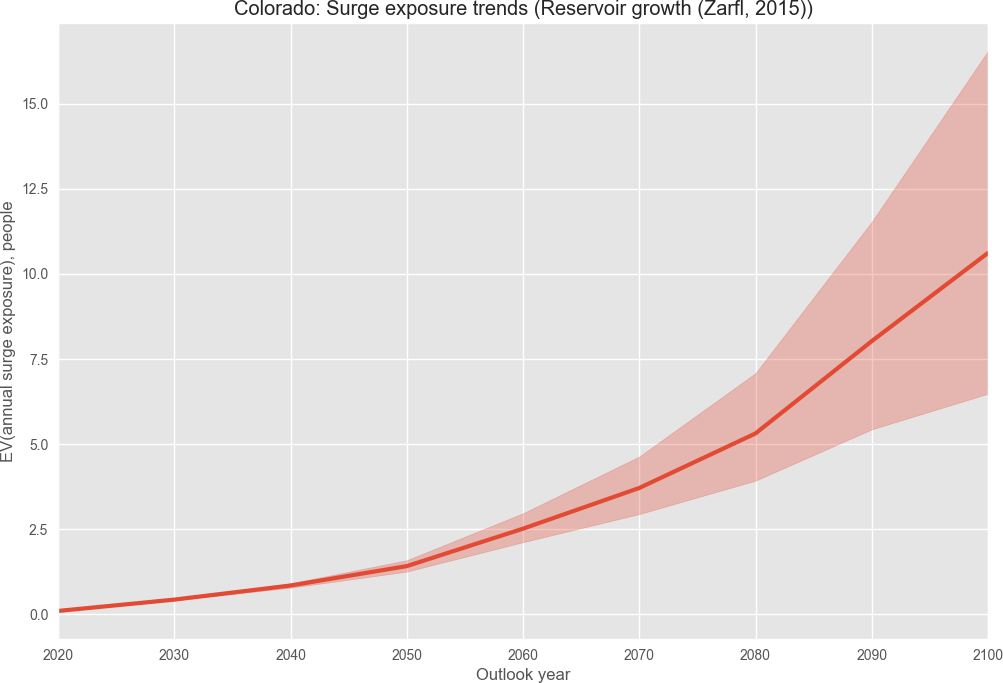 Colorado: Surge exposure trends (Reservoir growth (Zarfl, 2015))
EV(annual surge exposure), people
15.0
12.5
10.0
7.5
5.0
2.5
0.0
2020 2030 2040 2050 2060 2070 2080 2090 2100
Outlook year